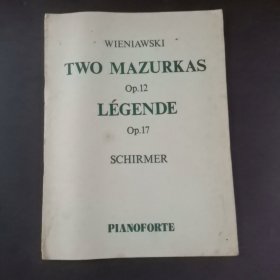 WIENIAWSKI
TWO MAZURKAS
Op.12
LÉGENDE
Op.17
SCHIRMER
PIANOFORTE